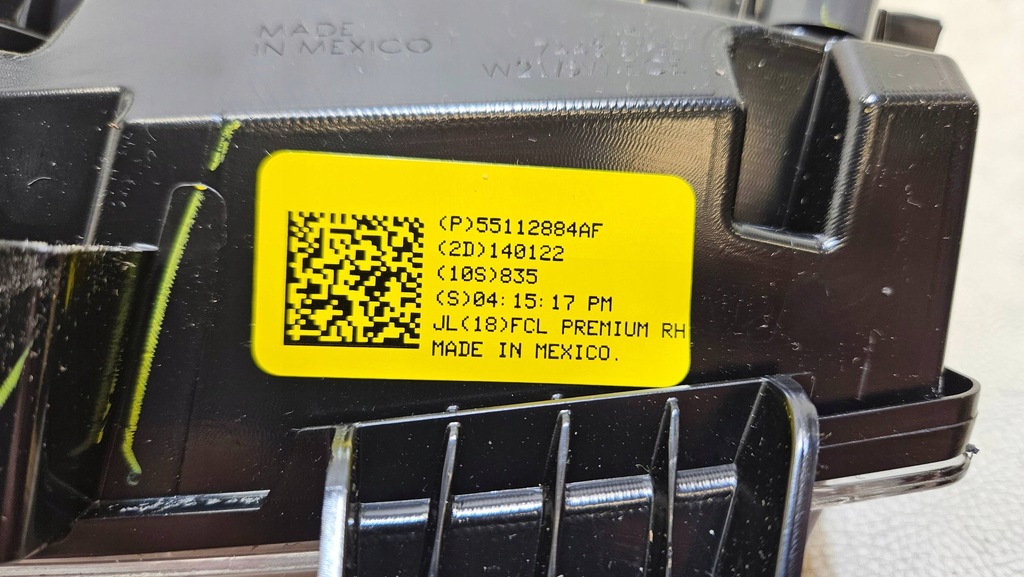 MADE
IN MEXICO
(P)55112884AF
(2D)140122
(10S)835
(S)04:15:17 PM
JL(18)FCL PREMIUM RH
MADE IN MEXICO.